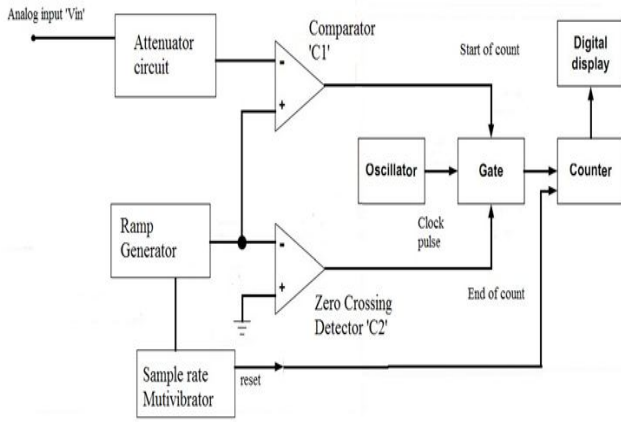 Analog input 'Vin'
Attenuator
circuit
-
+
Comparator
'C1'
Start of count
Digital
display
Oscillator
Gate
Counter
Clock
pulse
Ramp
Generator
-
+
Zero Crossing
Detector 'C2'
End of count
Sample rate
Mutivibrator
reset